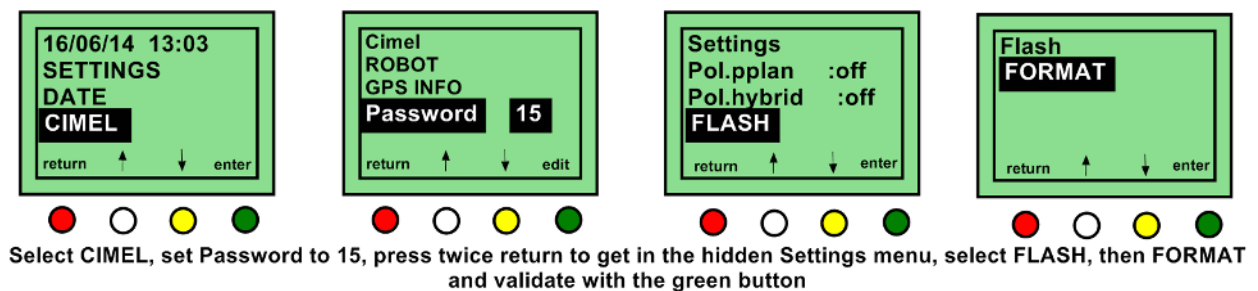 16/06/14 13:03
SETTINGS
DATE
CIMEL
return enter
Cimel
ROBOT
GPS INFO
Password 15
return edit
Settings
Pol.pplan :off
Pol.hybrid :off
FLASH
return enter
Flash
FORMAT
return enter
Select CIMEL, set Password to 15, press twice return to get in the hidden Settings menu, select FLASH, then FORMAT
and validate with the green button